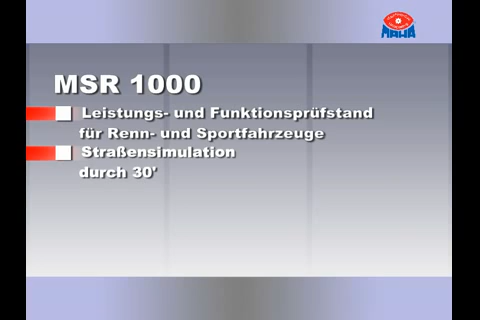 MAHA
MSR 1000
Leistungs- und Funktionsprüfstand
für Renn- und Sportfahrzeuge
Straßensimulation
durch 30'